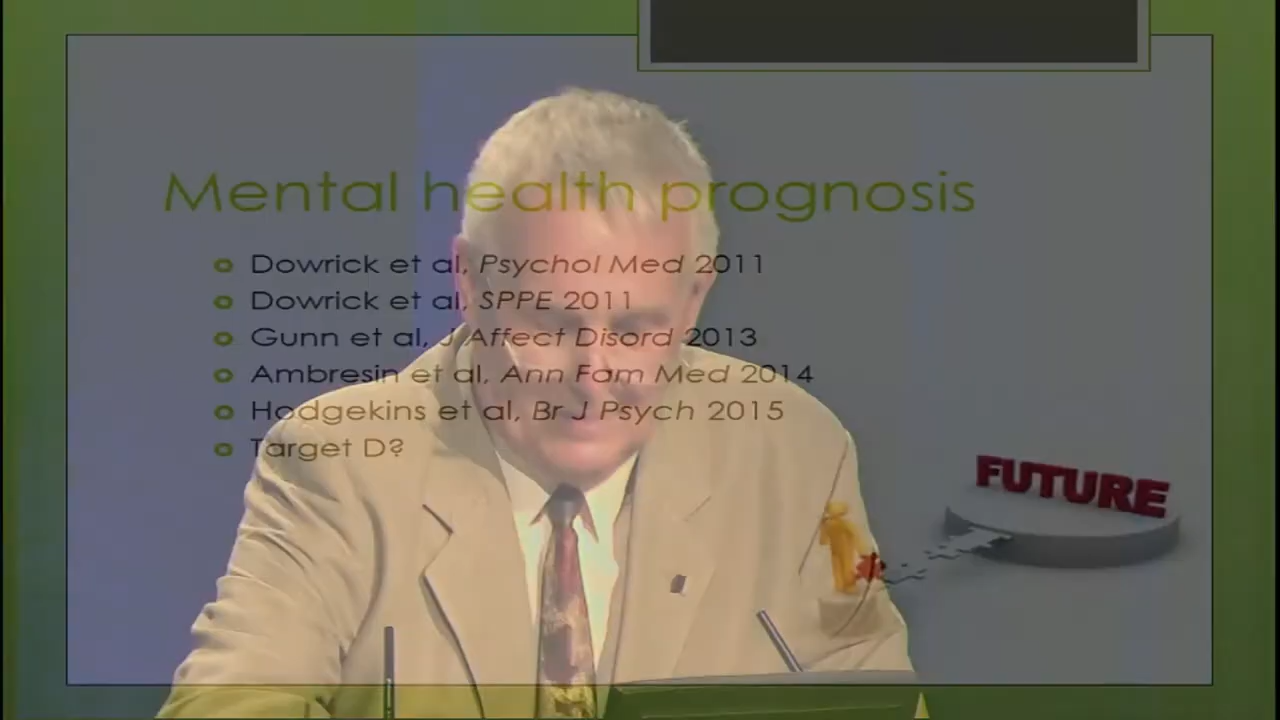 Mental health prognosis
Dowrick et al, Psychol Med 2011
Dowrick et al, SPPE 2011
Gunn et al, J Affect Disord 2013
Ambresin et al, Ann Fam Med 2014
Hodgekins et al, Br J Psych 2015
Target D?
FUTURE